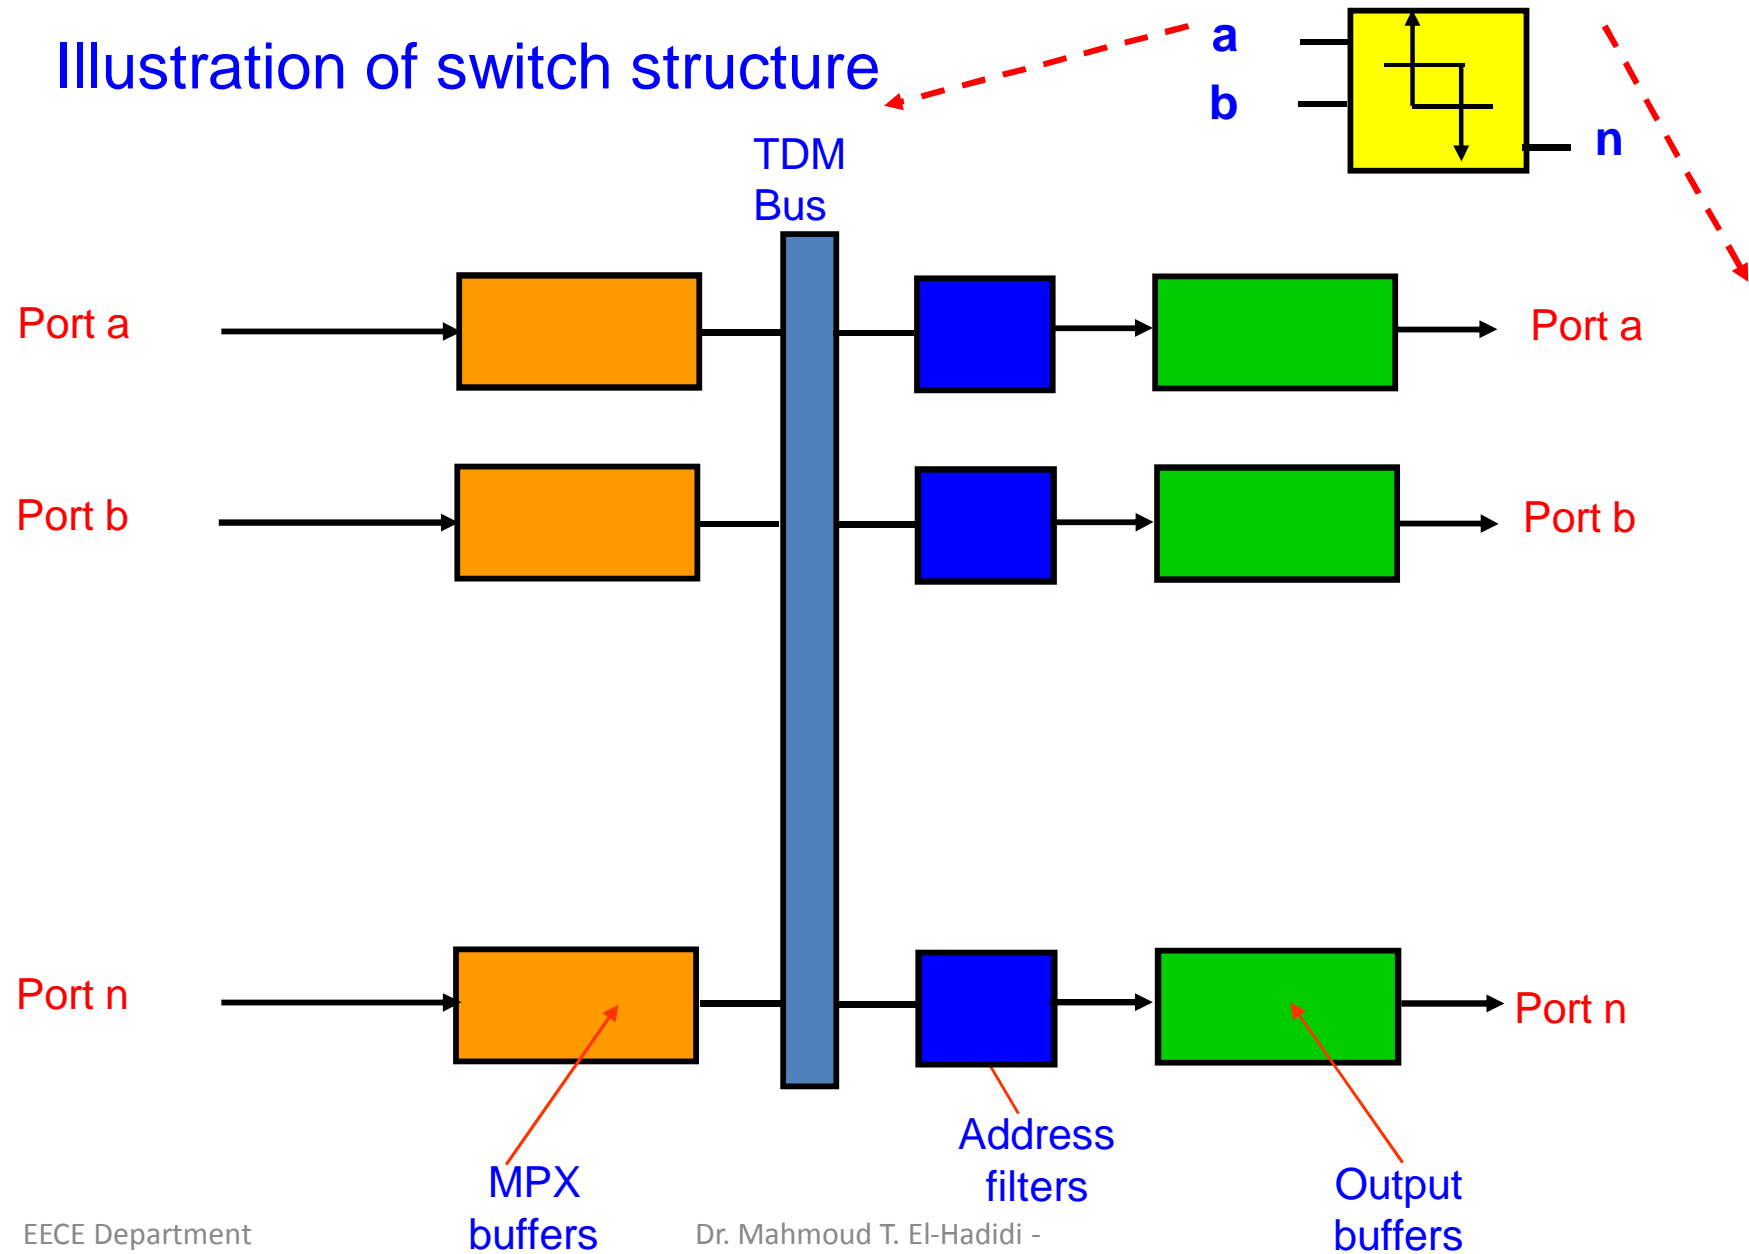 Illustration of switch structure
a
b
n
TDM
Bus
Port a
Port a
Port b
Port b
Port n
Port n
MPX
buffers
Address
filters
Output
buffers
EECE Department
Dr. Mahmoud T. El-Hadidi -